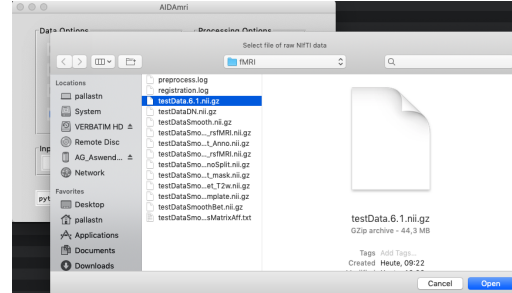 AIDAmri
Data Options
Processing Options
Select file of raw NIfTI data
fMRI
Locations
pallastn
System
VERBATIM HD
Remote Disc
AG_Aswend...
Network
Favorites
Desktop
pallastn
Applications
Documents
Downloads
preprocess.log
registration.log
testData.6.1.nii.gz
testDataDN.nii.gz
testDataSmooth.nii.gz
testDataSmo..._rsfMRI.nii.gz
testDataSmo...t_Anno.nii.gz
testDataSmo..._rsfMRI.nii.gz
testDataSmo...noSplit.nii.gz
testDataSmo...t_mask.nii.gz
testDataSmo...et_T2w.nii.gz
testDataSmo...mplate.nii.gz
testDataSmoothBet.nii.gz
testDataSmo...sMatrixAff.txt
testData.6.1.nii.gz
GZip archive - 44,3 MB
Tags Add Tags...
Created Heute, 09:22
Inp
pyt
Cancel
Open